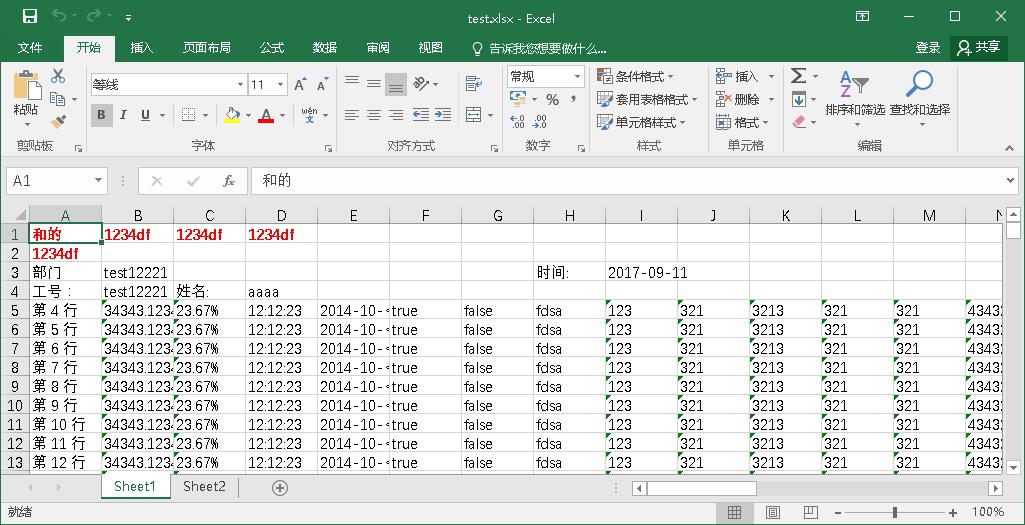 test.xlsx - Excel
文件 开始 插入 页面布局 公式 数据 审阅 视图 告诉我您想要做什么... 登录 共享
粘贴 等线 11 常规 条件格式 套用表格格式 单元格样式 插入 删除 格式 排序和筛选 查找和选择
B I U A wén 文 % ,
剪贴板 字体 对齐方式 数字 样式 单元格 编辑
A1 fx 和的
A B C D E F G H I J K L M N
1 和的 1234df 1234df 1234df
2 1234df
3 部门 test12221 时间: 2017-09-11
4 工号： test12221 姓名: aaaa
5 第 4 行 34343.123 23.67% 12:12:23 2014-10- true false fdsa 123 321 3213 321 321 4343
6 第 5 行 34343.123 23.67% 12:12:23 2014-10- true false fdsa 123 321 3213 321 321 4343
7 第 6 行 34343.123 23.67% 12:12:23 2014-10- true false fdsa 123 321 3213 321 321 4343
8 第 7 行 34343.123 23.67% 12:12:23 2014-10- true false fdsa 123 321 3213 321 321 4343
9 第 8 行 34343.123 23.67% 12:12:23 2014-10- true false fdsa 123 321 3213 321 321 4343
10 第 9 行 34343.123 23.67% 12:12:23 2014-10- true false fdsa 123 321 3213 321 321 4343
11 第 10 行 34343.123 23.67% 12:12:23 2014-10- true false fdsa 123 321 3213 321 321 4343
12 第 11 行 34343.123 23.67% 12:12:23 2014-10- true false fdsa 123 321 3213 321 321 4343
13 第 12 行 34343.123 23.67% 12:12:23 2014-10- true false fdsa 123 321 3213 321 321 4343
Sheet1 Sheet2
就绪 100%